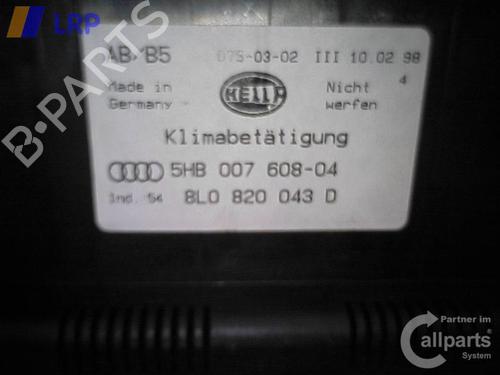 LRP
B-PARTS
AB/B5 075-03-02 III 10.02 98
Made in Germany
HELLA
Nicht werfen
4
Klimabetätigung
5HB 007 608-04
Ind. 54 8L0 820 043 D
Partner im
Callparts
System